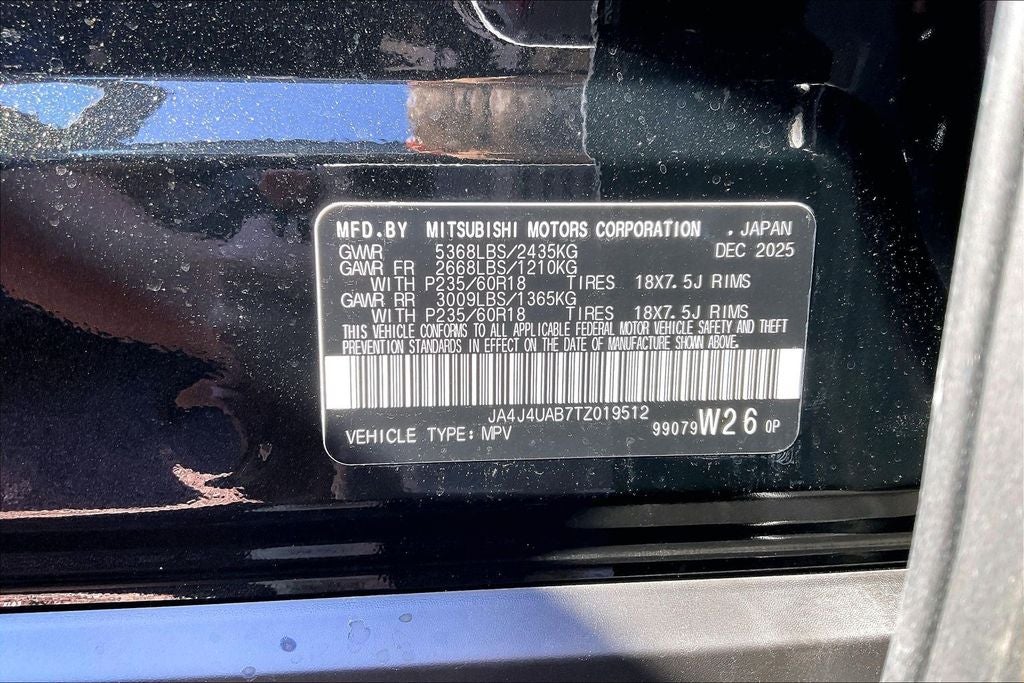 MFD.BY MITSUBISHI MOTORS CORPORATION , JAPAN
GWWR 5368LBS/2435KG DEC 2025
GAWR FR 2668LBS/1210KG
WITH P235/60R18 TIRES 18X7.5J RIMS
GAWR RR 3009LBS/1365KG
WITH P235/60R18 TIRES 18X7.5J RIMS
THIS VEHICLE CONFORMS TO ALL APPLICABLE FEDERAL MOTOR VEHICLE SAFETY AND THEFT
PREVENTION STANDARDS IN EFFECT ON THE DATE OF MANUFACTURE SHOWN ABOVE.
JA4J4UAB7TZ019512
VEHICLE TYPE: MPV 99079 W26 0P